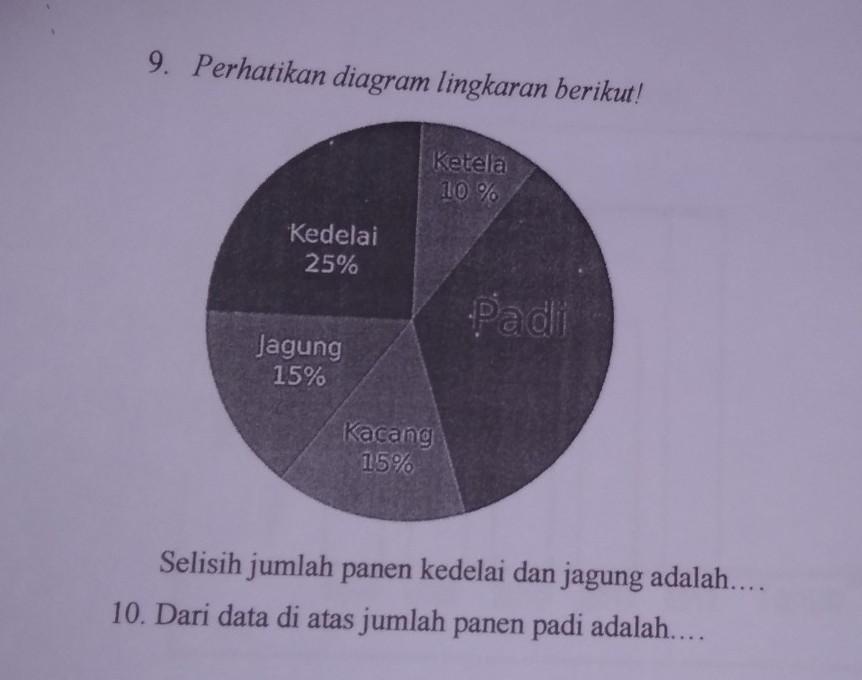 9. Perhatikan diagram lingkaran berikut!
Ketela
10 %
Kedelai
25%
Padi
Jagung
15%
Kacang
15%
Selisih jumlah panen kedelai dan jagung adalah....
10. Dari data di atas jumlah panen padi adalah....